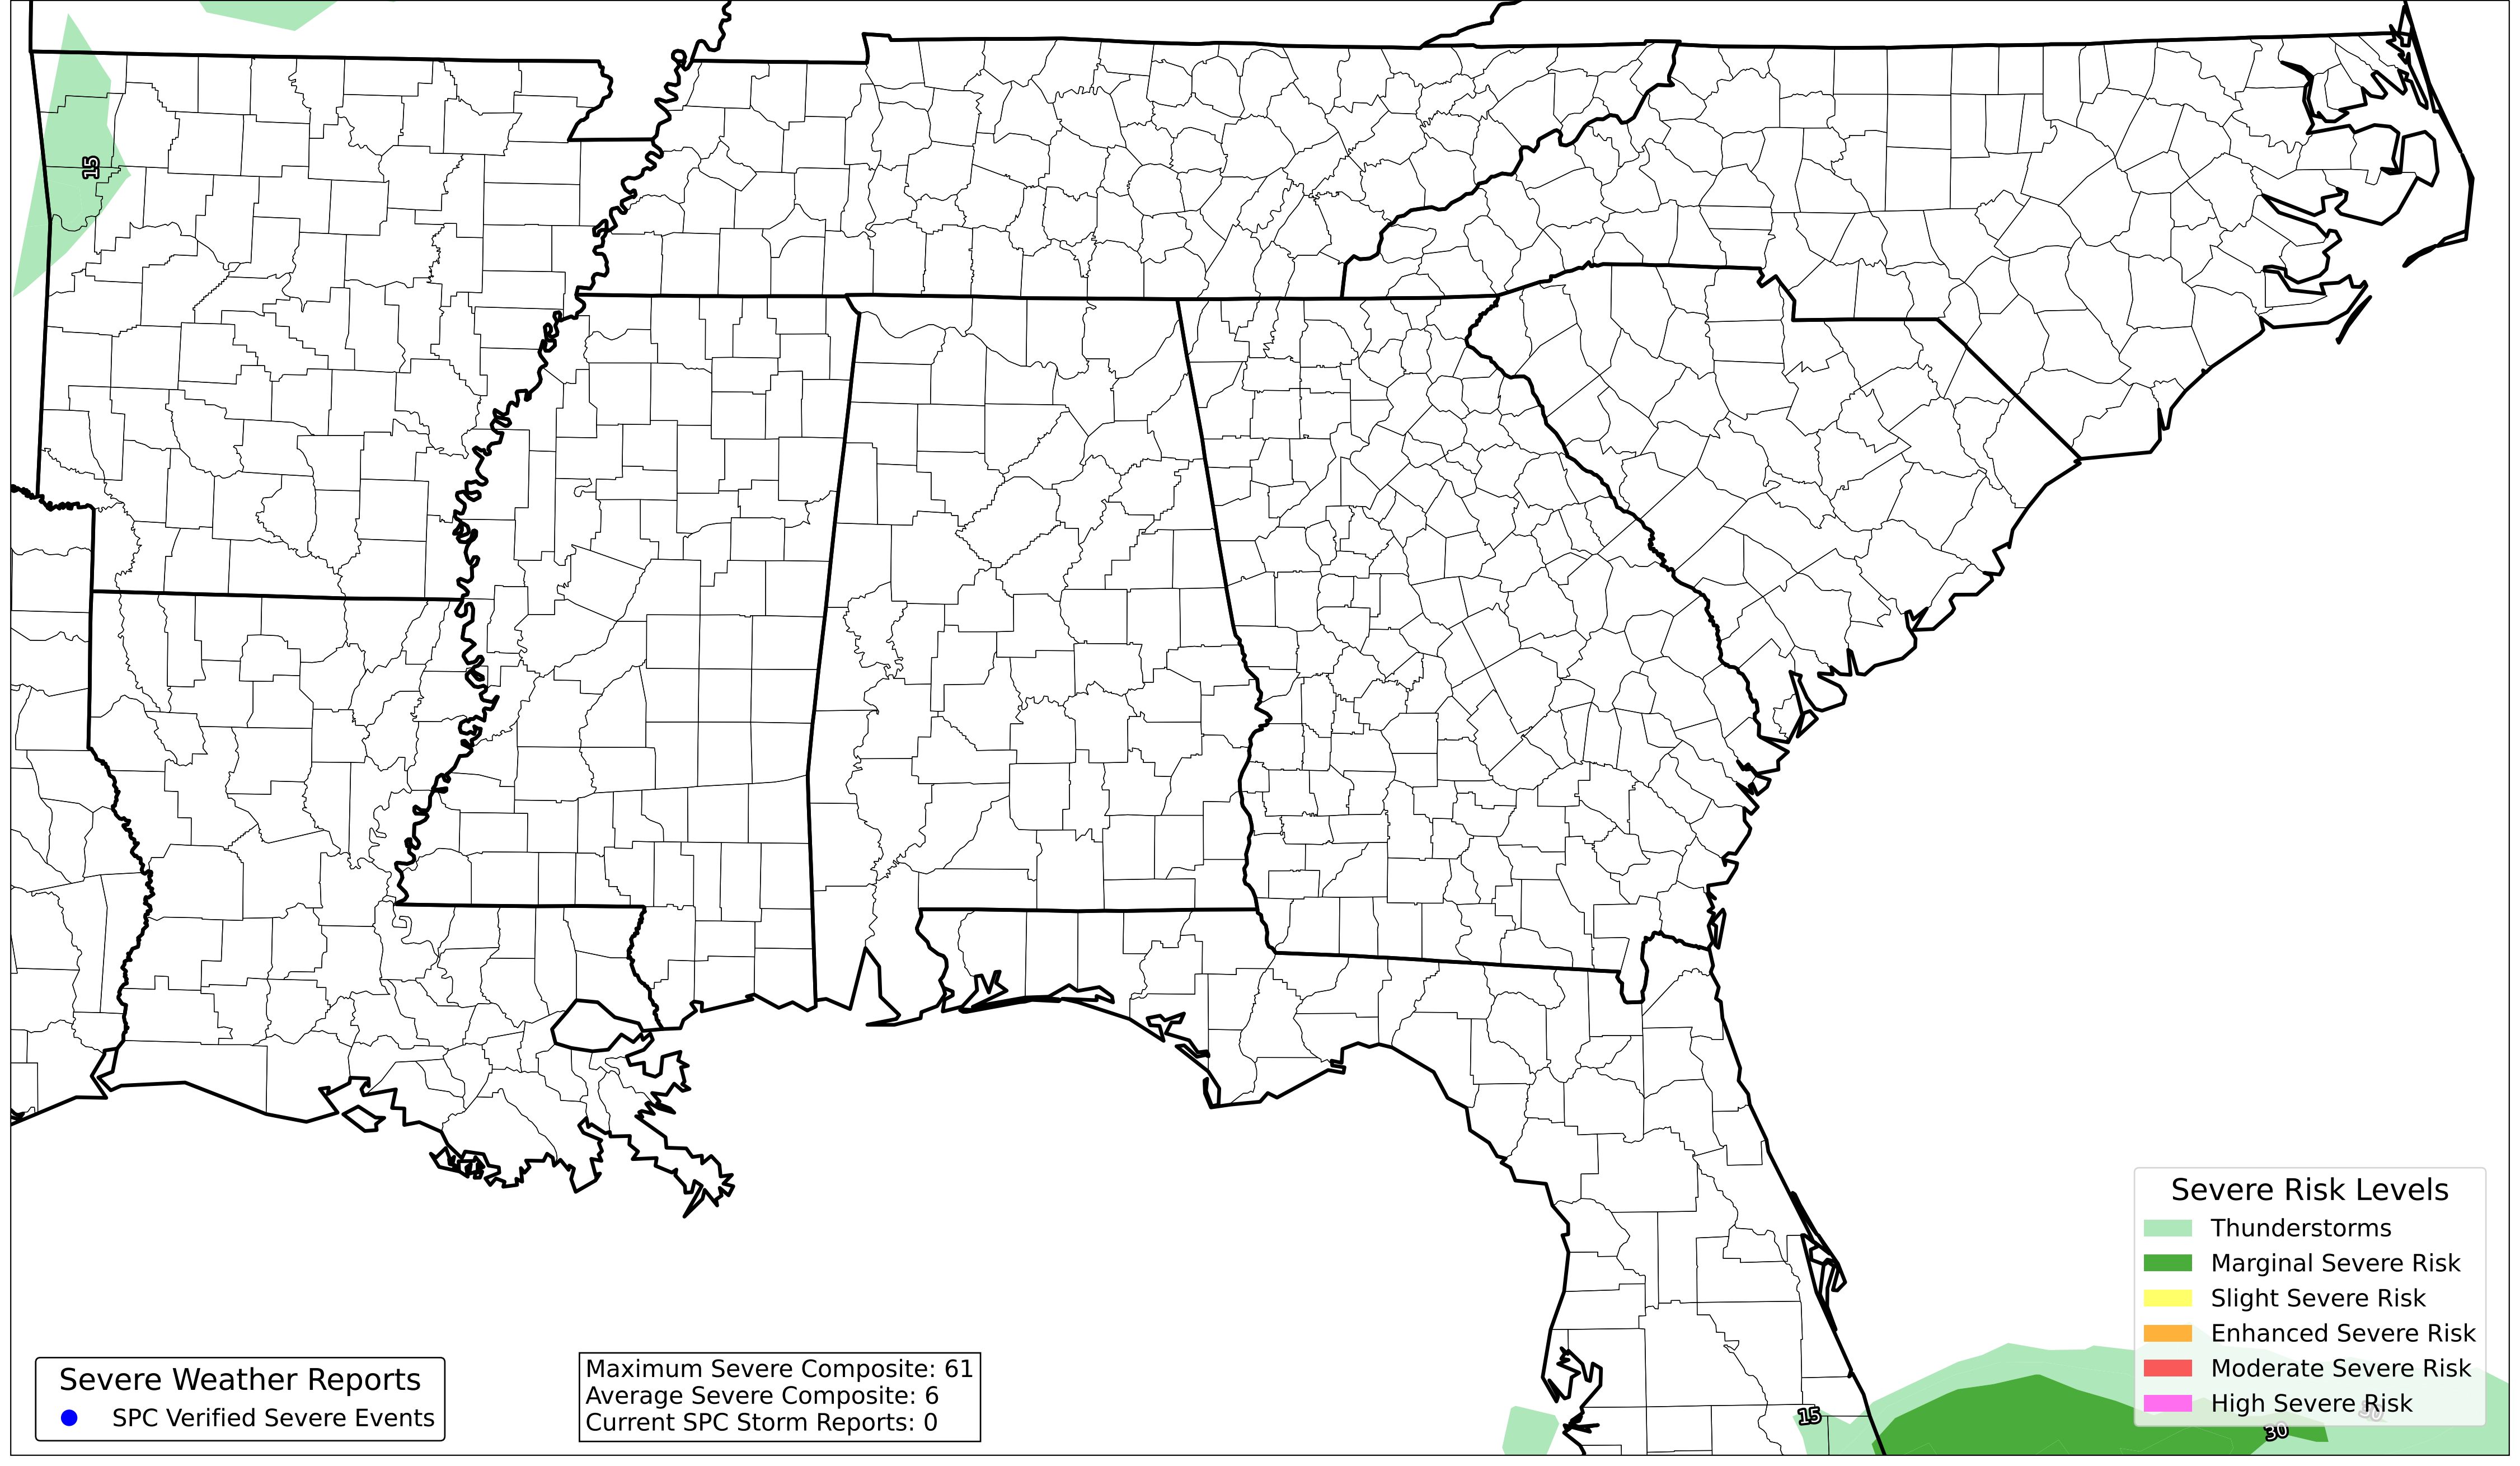 15
Severe Risk Levels
Thunderstorms
Marginal Severe Risk
Slight Severe Risk
Enhanced Severe Risk
Moderate Severe Risk
High Severe Risk
Severe Weather Reports
SPC Verified Severe Events
Maximum Severe Composite: 61
Average Severe Composite: 6
Current SPC Storm Reports: 0
15
30
30